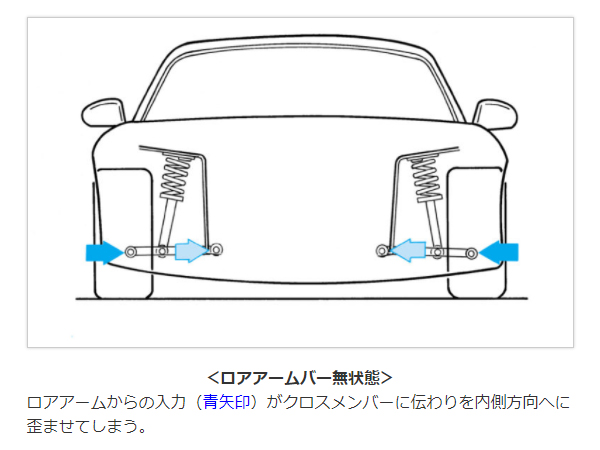 ＜ロアアームバー無状態＞
ロアアームからの入力（青矢印）がクロスメンバーに伝わりを内側方向へに
歪ませてしまう。